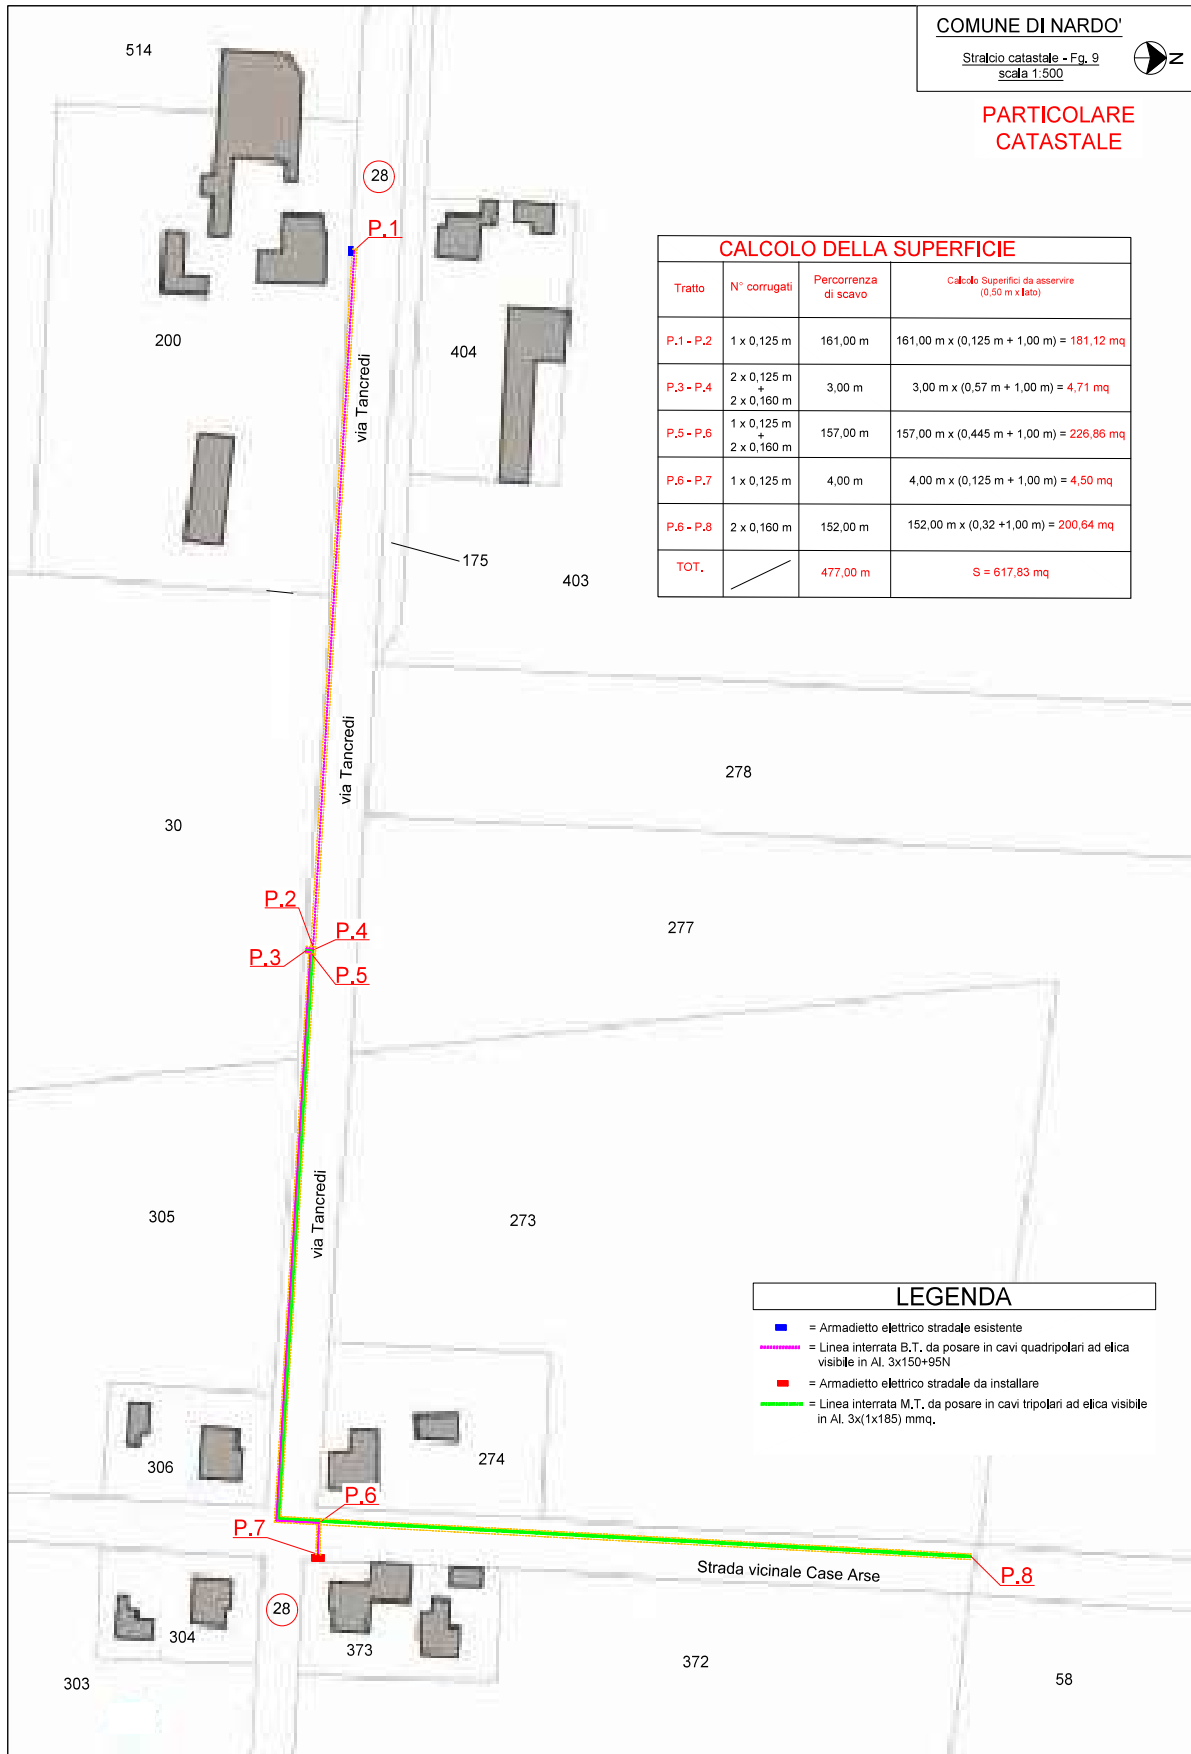 COMUNE DI NARDO'
Stralcio catastale - Fg. 9
scala 1:500
N
PARTICOLARE
CATASTALE
514
28
P.1
200
404
via Tancredi
175
403
CALCOLO DELLA SUPERFICIE
Tratto N° corrugati Percorrenza di scavo Calcolo Superfici da asservire (0,50 m x lato)
P.1 - P.2 1 x 0,125 m 161,00 m 161,00 m x (0,125 m + 1,00 m) = 181,12 mq
P.3 - P.4 2 x 0,125 m + 2 x 0,160 m 3,00 m 3,00 m x (0,57 m + 1,00 m) = 4,71 mq
P.5 - P.6 1 x 0,125 m + 2 x 0,160 m 157,00 m 157,00 m x (0,445 m + 1,00 m) = 226,86 mq
P.6 - P.7 1 x 0,125 m 4,00 m 4,00 m x (0,125 m + 1,00 m) = 4,50 mq
P.6 - P.8 2 x 0,160 m 152,00 m 152,00 m x (0,32 +1,00 m) = 200,64 mq
TOT. 477,00 m S = 617,83 mq
via Tancredi
278
30
P.2
P.4
277
P.3
P.5
via Tancredi
305
273
LEGENDA
= Armadietto elettrico stradale esistente
= Linea interrata B.T. da posare in cavi quadripolari ad elica
visibile in Al. 3x150+95N
= Armadietto elettrico stradale da installare
= Linea interrata M.T. da posare in cavi tripolari ad elica visibile
in Al. 3x(1x185) mmq.
306
274
P.6
P.7
Strada vicinale Case Arse
P.8
28
304
373
372
303
58